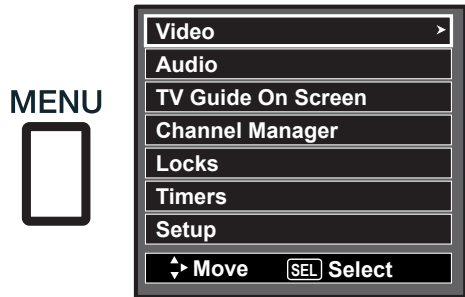 MENU
Video
Audio
TV Guide On Screen
Channel Manager
Locks
Timers
Setup
Move SEL Select